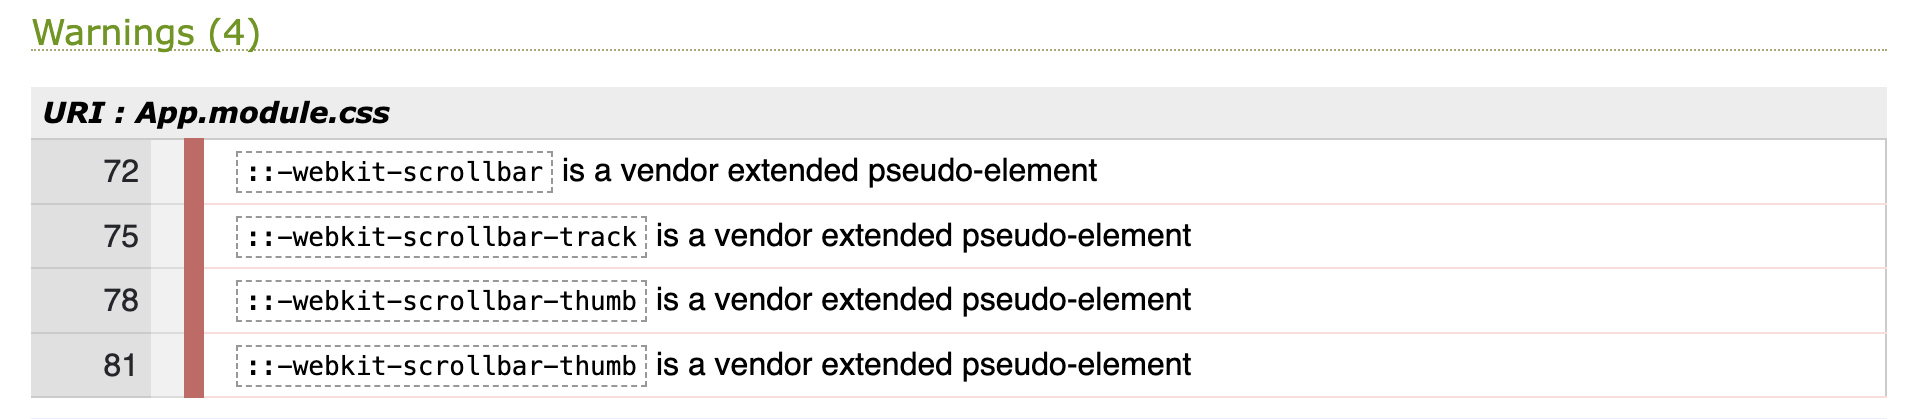 Warnings (4)
URI : App.module.css
72 ::-webkit-scrollbar is a vendor extended pseudo-element
75 ::-webkit-scrollbar-track is a vendor extended pseudo-element
78 ::-webkit-scrollbar-thumb is a vendor extended pseudo-element
81 ::-webkit-scrollbar-thumb is a vendor extended pseudo-element